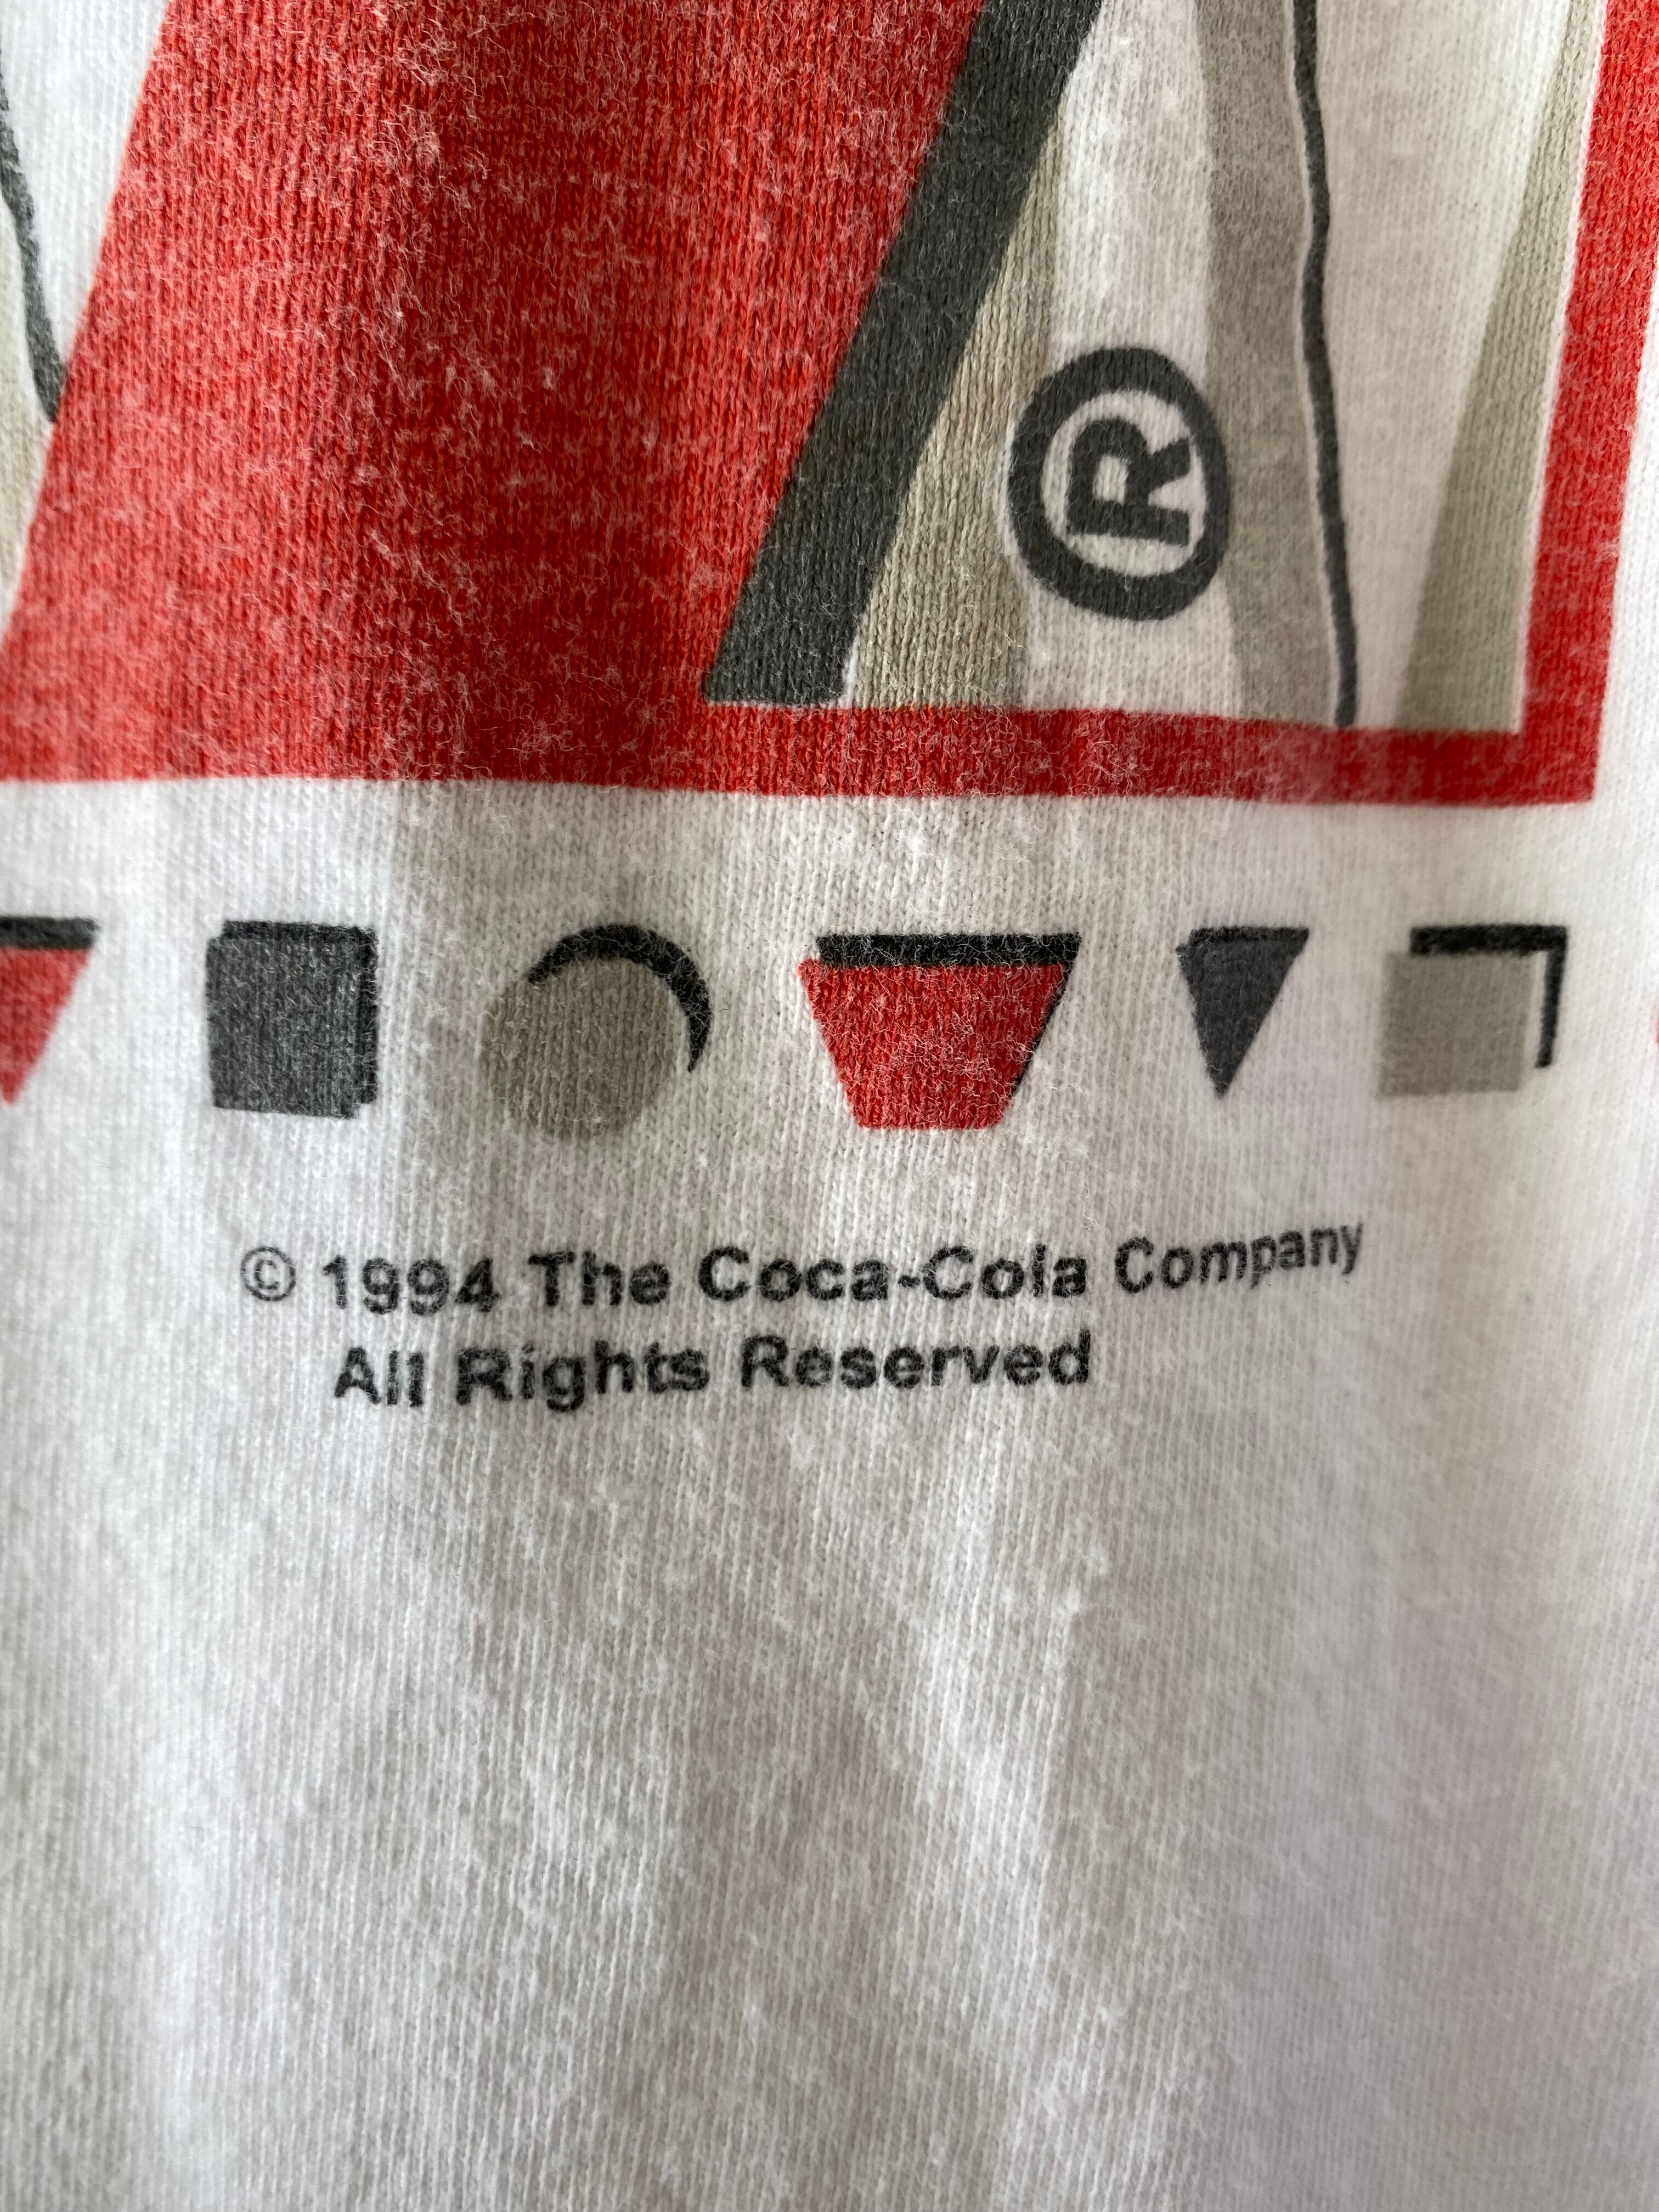 ®
© 1994 The Coca-Cola Company
All Rights Reserved